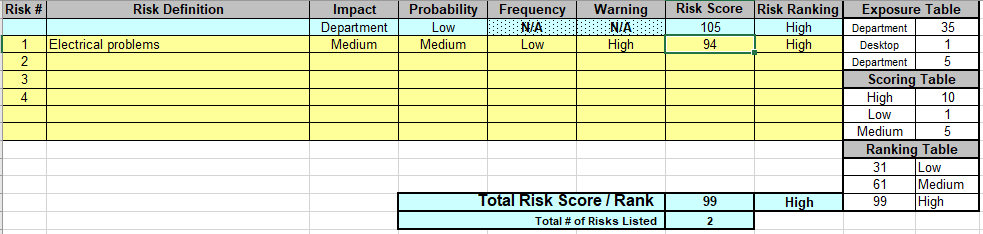 Risk # Risk Definition Impact Probability Frequency Warning Risk Score Risk Ranking Exposure Table
Department Low N/A N/A 105 High Department 35
1 Electrical problems Medium Medium Low High 94 High Desktop 1
2 Department 5
3 Scoring Table
4 High 10
Low 1
Medium 5
Ranking Table
31 Low
61 Medium
Total Risk Score / Rank 99 High 99 High
Total # of Risks Listed 2